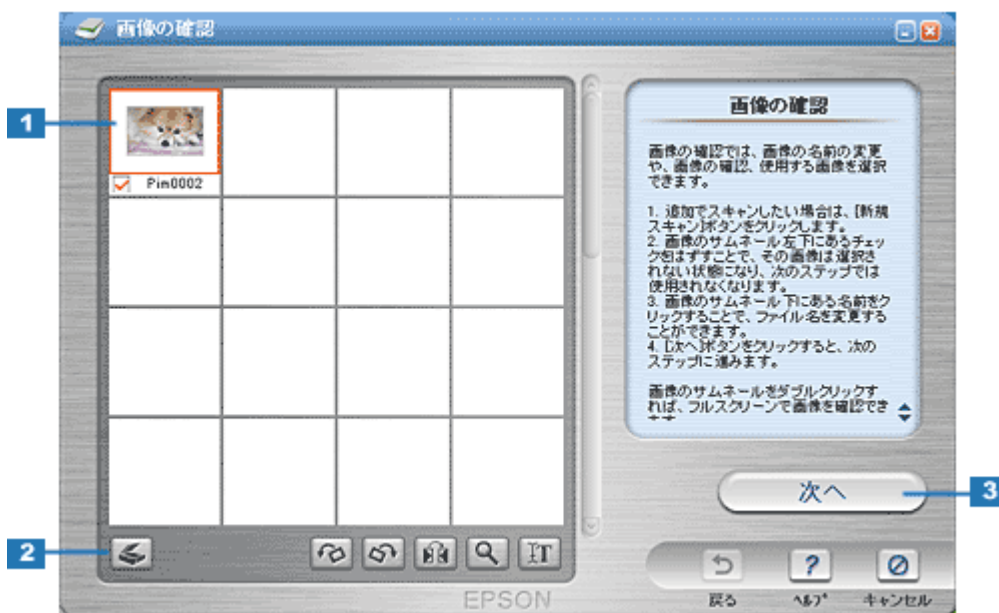 画像の確認
1
Pim0002
画像の確認
画像の確認では、画像の名前の変更
や、画像の確認、使用する画像を選択
できます。
1. 追加でスキャンしたい場合は、[新規
スキャン]ボタンをクリックします。
2. 画像のサムネール左下にあるチェッ
クをはずすことで、その画像は選択さ
れない状態になり、次のステップでは
使用されなくなります。
3. 画像のサムネール下にある名前をク
リックすることで、ファイル名を変更する
ことができます。
4. [次へ]ボタンをクリックすると、次の
ステップに進みます。
画像のサムネールをダブルクリックす
れば、フルスクリーンで画像を確認でき
ます
次へ
3
2
T
EPSON
?
戻る
ヘルプ
キャンセル